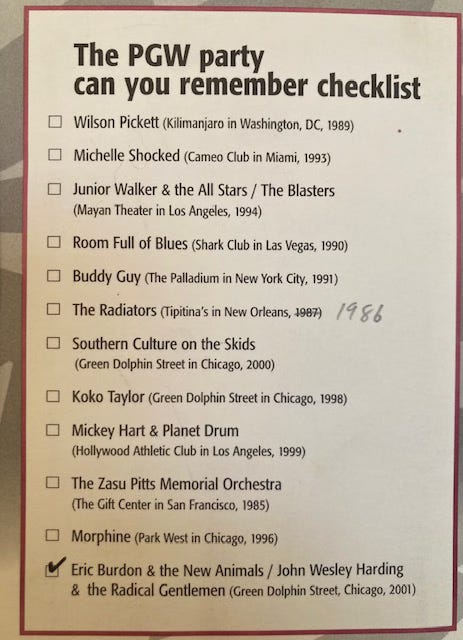 The PGW party
can you remember checklist
Wilson Pickett (Kilimanjaro in Washington, DC, 1989)
Michelle Shocked (Cameo Club in Miami, 1993)
Junior Walker & the All Stars / The Blasters
(Mayan Theater in Los Angeles, 1994)
Room Full of Blues (Shark Club in Las Vegas, 1990)
Buddy Guy (The Palladium in New York City, 1991)
The Radiators (Tipitina's in New Orleans, 1987) 1986
Southern Culture on the Skids
(Green Dolphin Street in Chicago, 2000)
Koko Taylor (Green Dolphin Street in Chicago, 1998)
Mickey Hart & Planet Drum
(Hollywood Athletic Club in Los Angeles, 1999)
The Zasu Pitts Memorial Orchestra
(The Gift Center in San Francisco, 1985)
Morphine (Park West in Chicago, 1996)
Eric Burdon & the New Animals / John Wesley Harding
& the Radical Gentlemen (Green Dolphin Street, Chicago, 2001)